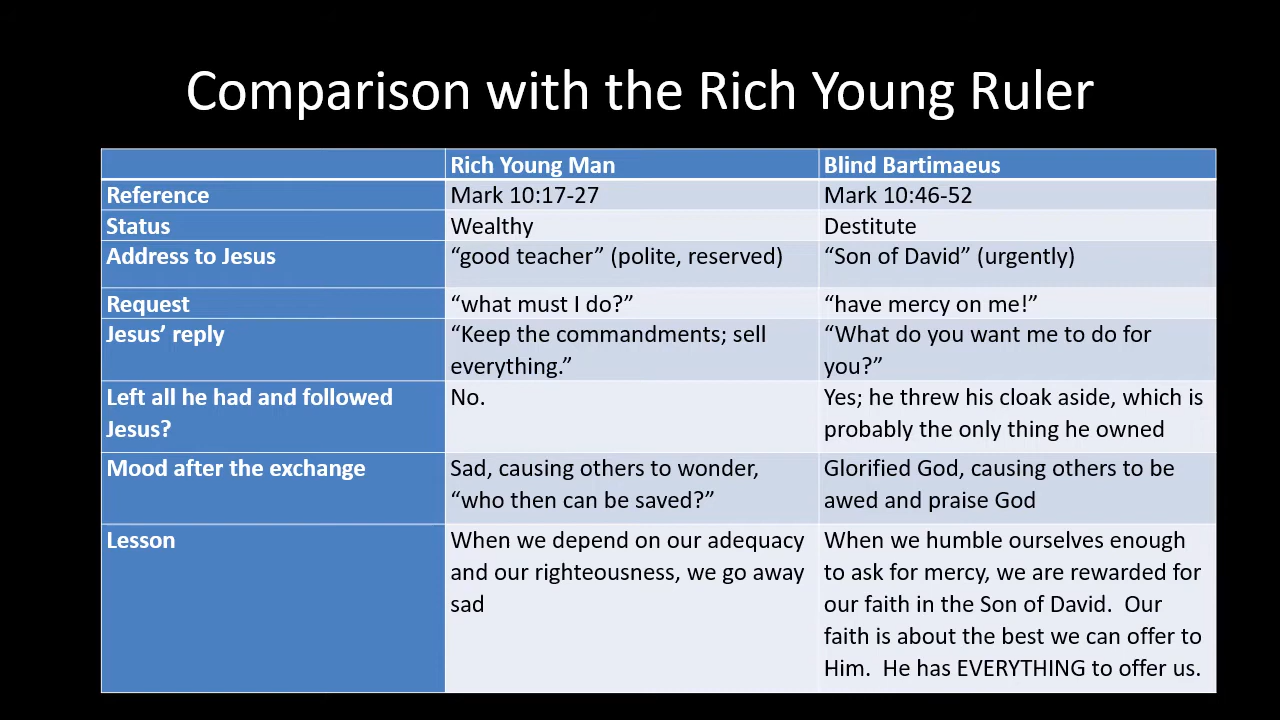 Comparison with the Rich Young Ruler
Rich Young Man Blind Bartimaeus
Reference Mark 10:17-27 Mark 10:46-52
Status Wealthy Destitute
Address to Jesus “good teacher” (polite, reserved) “Son of David” (urgently)
Request “what must I do?” “have mercy on me!”
Jesus’ reply “Keep the commandments; sell “What do you want me to do for
everything.” you?”
Left all he had and followed No. Yes; he threw his cloak aside, which is
Jesus? probably the only thing he owned
Mood after the exchange Sad, causing others to wonder, Glorified God, causing others to be
“who then can be saved?” awed and praise God
Lesson When we depend on our adequacy When we humble ourselves enough
and our righteousness, we go away to ask for mercy, we are rewarded for
sad our faith in the Son of David. Our
faith is about the best we can offer to
Him. He has EVERYTHING to offer us.